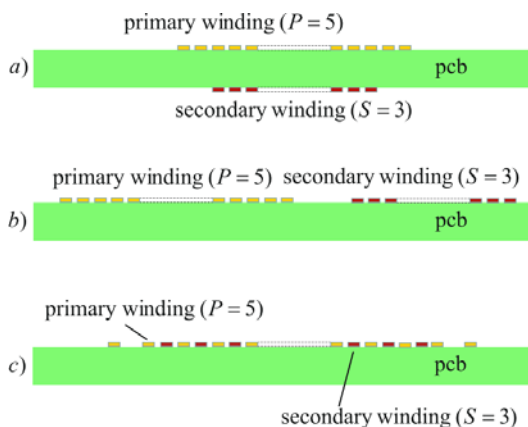 primary winding (P = 5)
a)
pcb
secondary winding (S = 3)
primary winding (P = 5) secondary winding (S = 3)
b)
primary winding (P = 5)
c)
pcb
secondary winding (S = 3)